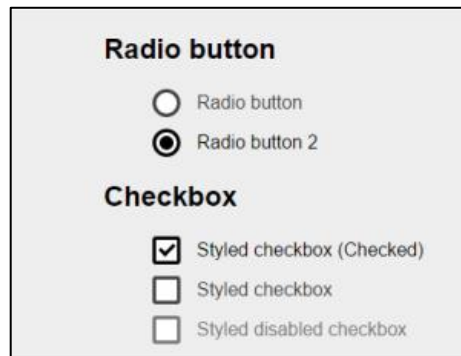 Radio button
Radio button
Radio button 2
Checkbox
Styled checkbox (Checked)
Styled checkbox
Styled disabled checkbox